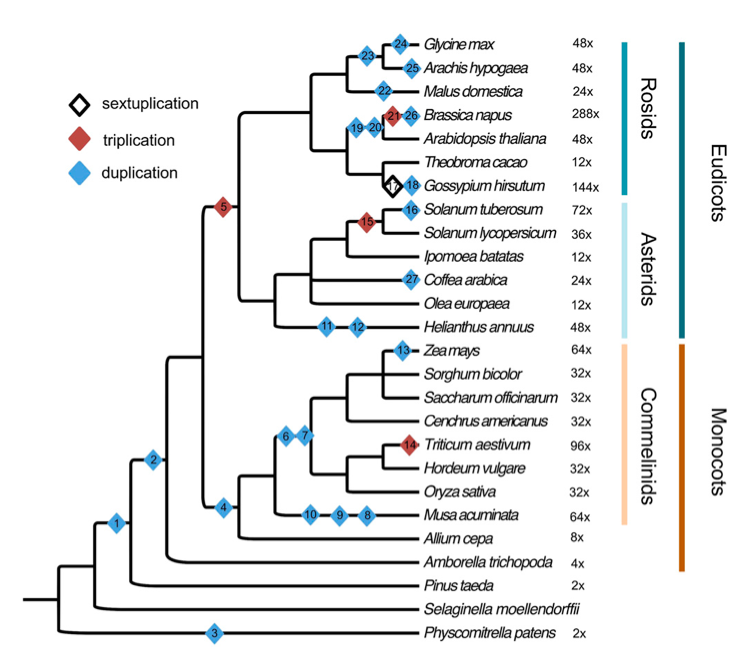 24 Glycine max 48x
23
25 Arachis hypogaea 48x
22 Malus domestica 24x
sextuplication
21 26 Brassica napus 288x
19 20
triplication
Arabidopsis thaliana 48x
Theobroma cacao 12x
duplication
17 18 Gossypium hirsutum 144x
Rosids
5
16 Solanum tuberosum 72x
15
Solanum lycopersicum 36x
Ipomoea batatas 12x
27 Coffea arabica 24x
Olea europaea 12x
11 12 Helianthus annuus 48x
Asterids
Eudicots
13 Zea mays 64x
Sorghum bicolor 32x
Saccharum officinarum 32x
Cenchrus americanus 32x
6 7
14 Triticum aestivum 96x
2
Hordeum vulgare 32x
Oryza sativa 32x
4
10 9 8 Musa acuminata 64x
1
Commelinids
Allium cepa 8x
Amborella trichopoda 4x
Monocots
Pinus taeda 2x
Selaginella moellendorffii
3 Physcomitrella patens 2x